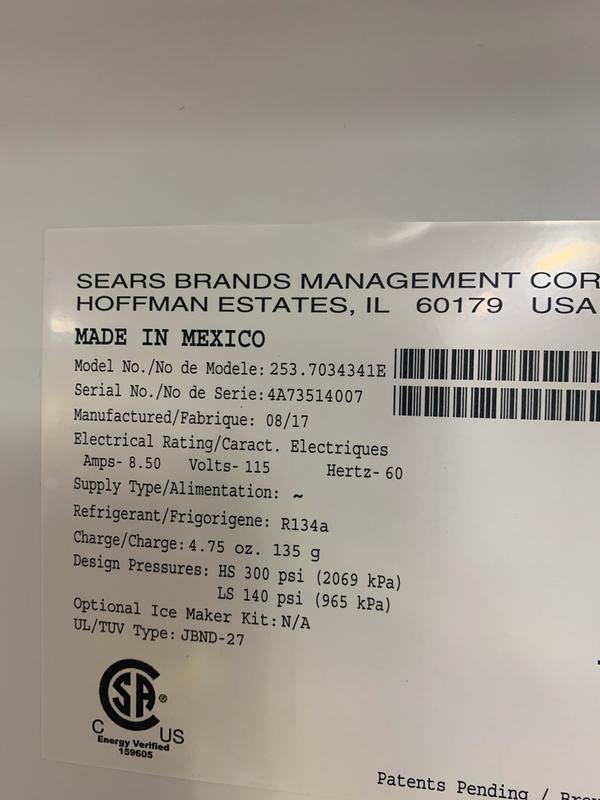 SEARS BRANDS MANAGEMENT COR
HOFFMAN ESTATES, IL 60179 USA
MADE IN MEXICO
Model No./No de Modele: 253.7034341E
Serial No./No de Serie: 4A73514007
Manufactured/Fabrique: 08/17
Electrical Rating/Caract. Electriques
Amps- 8.50 Volts- 115 Hertz- 60
Supply Type/Alimentation: ~
Refrigerant/Frigorigene: R134a
Charge/Charge: 4.75 oz. 135 g
Design Pressures: HS 300 psi (2069 kPa)
LS 140 psi (965 kPa)
Optional Ice Maker Kit: N/A
UL/TUV Type: JBND-27
SA ®
C US
Energy Verified
159605
Patents Pending /